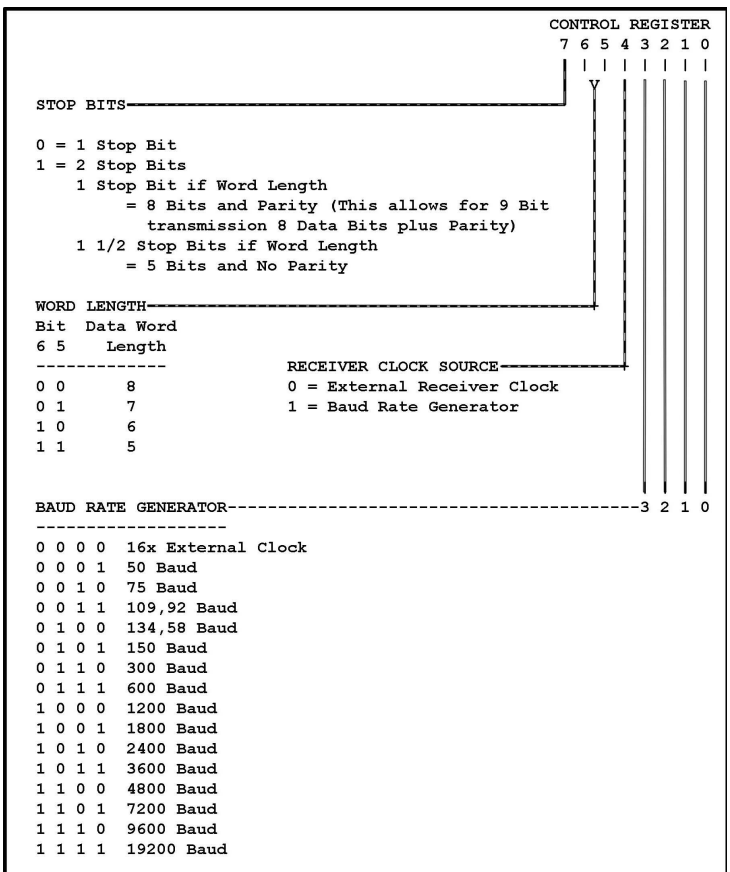 CONTROL REGISTER
7 6 5 4 3 2 1 0
STOP BITS
0 = 1 Stop Bit
1 = 2 Stop Bits
1 Stop Bit if Word Length
= 8 Bits and Parity (This allows for 9 Bit
transmission 8 Data Bits plus Parity)
1 1/2 Stop Bits if Word Length
= 5 Bits and No Parity
WORD LENGTH
Bit Data Word
6 5 Length
RECEIVER CLOCK SOURCE
0 0 8 0 = External Receiver Clock
0 1 7 1 = Baud Rate Generator
1 0 6
1 1 5
BAUD RATE GENERATOR 3 2 1 0
0 0 0 0 16x External Clock
0 0 0 1 50 Baud
0 0 1 0 75 Baud
0 0 1 1 109,92 Baud
0 1 0 0 134,58 Baud
0 1 0 1 150 Baud
0 1 1 0 300 Baud
0 1 1 1 600 Baud
1 0 0 0 1200 Baud
1 0 0 1 1800 Baud
1 0 1 0 2400 Baud
1 0 1 1 3600 Baud
1 1 0 0 4800 Baud
1 1 0 1 7200 Baud
1 1 1 0 9600 Baud
1 1 1 1 19200 Baud